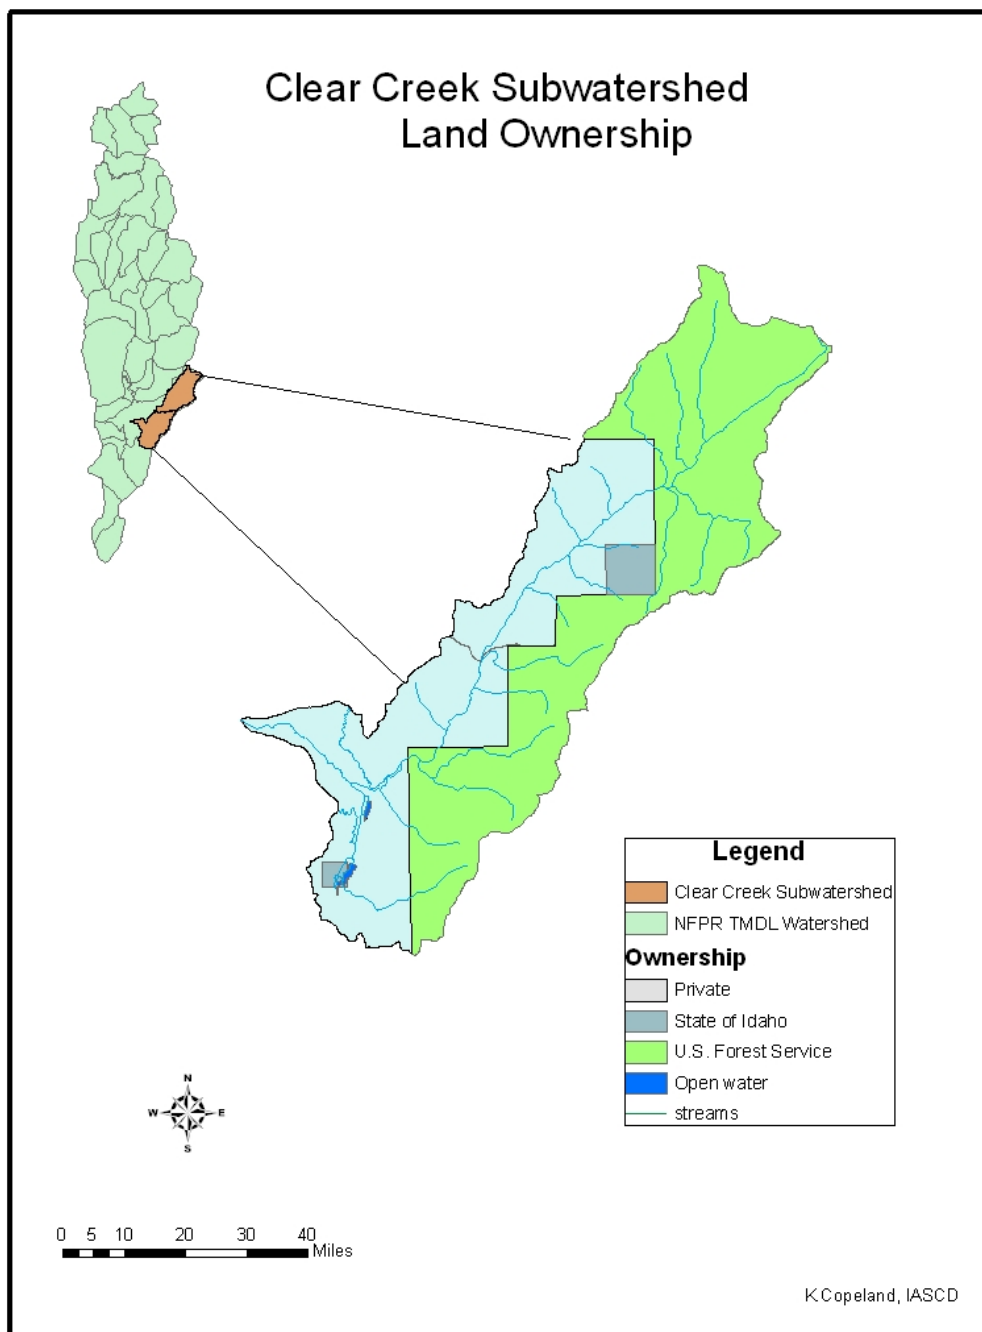 Clear Creek Subwatershed
Land Ownership
Legend
Clear Creek Subwatershed
NFPR TMDL Watershed
Ownership
Private
State of Idaho
U.S. Forest Service
Open water
streams
N
W E
S
0 5 10 20 30 40
Miles
K.Copeland, IASCD